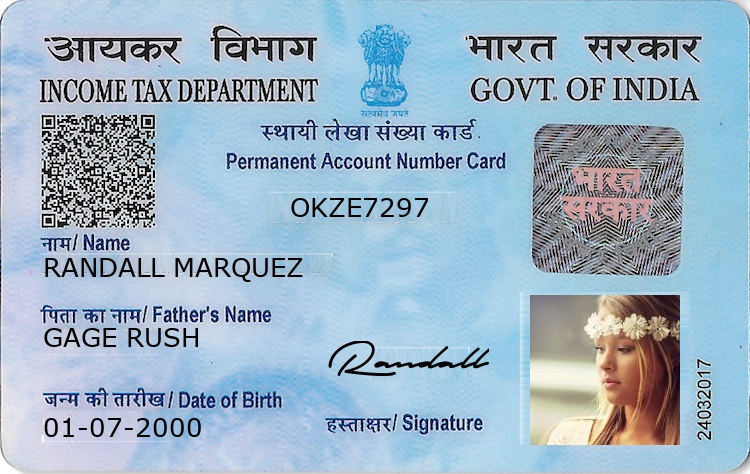 आयकर विभाग
भारत सरकार
INCOME TAX DEPARTMENT
GOVT. OF INDIA
सत्यमेव जयते
स्थायी लेखा संख्या कार्ड
Permanent Account Number Card
OKZE7297
भारत
सरकार
नाम/ Name
RANDALL MARQUEZ
पिता का नाम/ Father's Name
GAGE RUSH
Randall
जन्म की तारीख/ Date of Birth
01-07-2000
हस्ताक्षर/ Signature
24032017